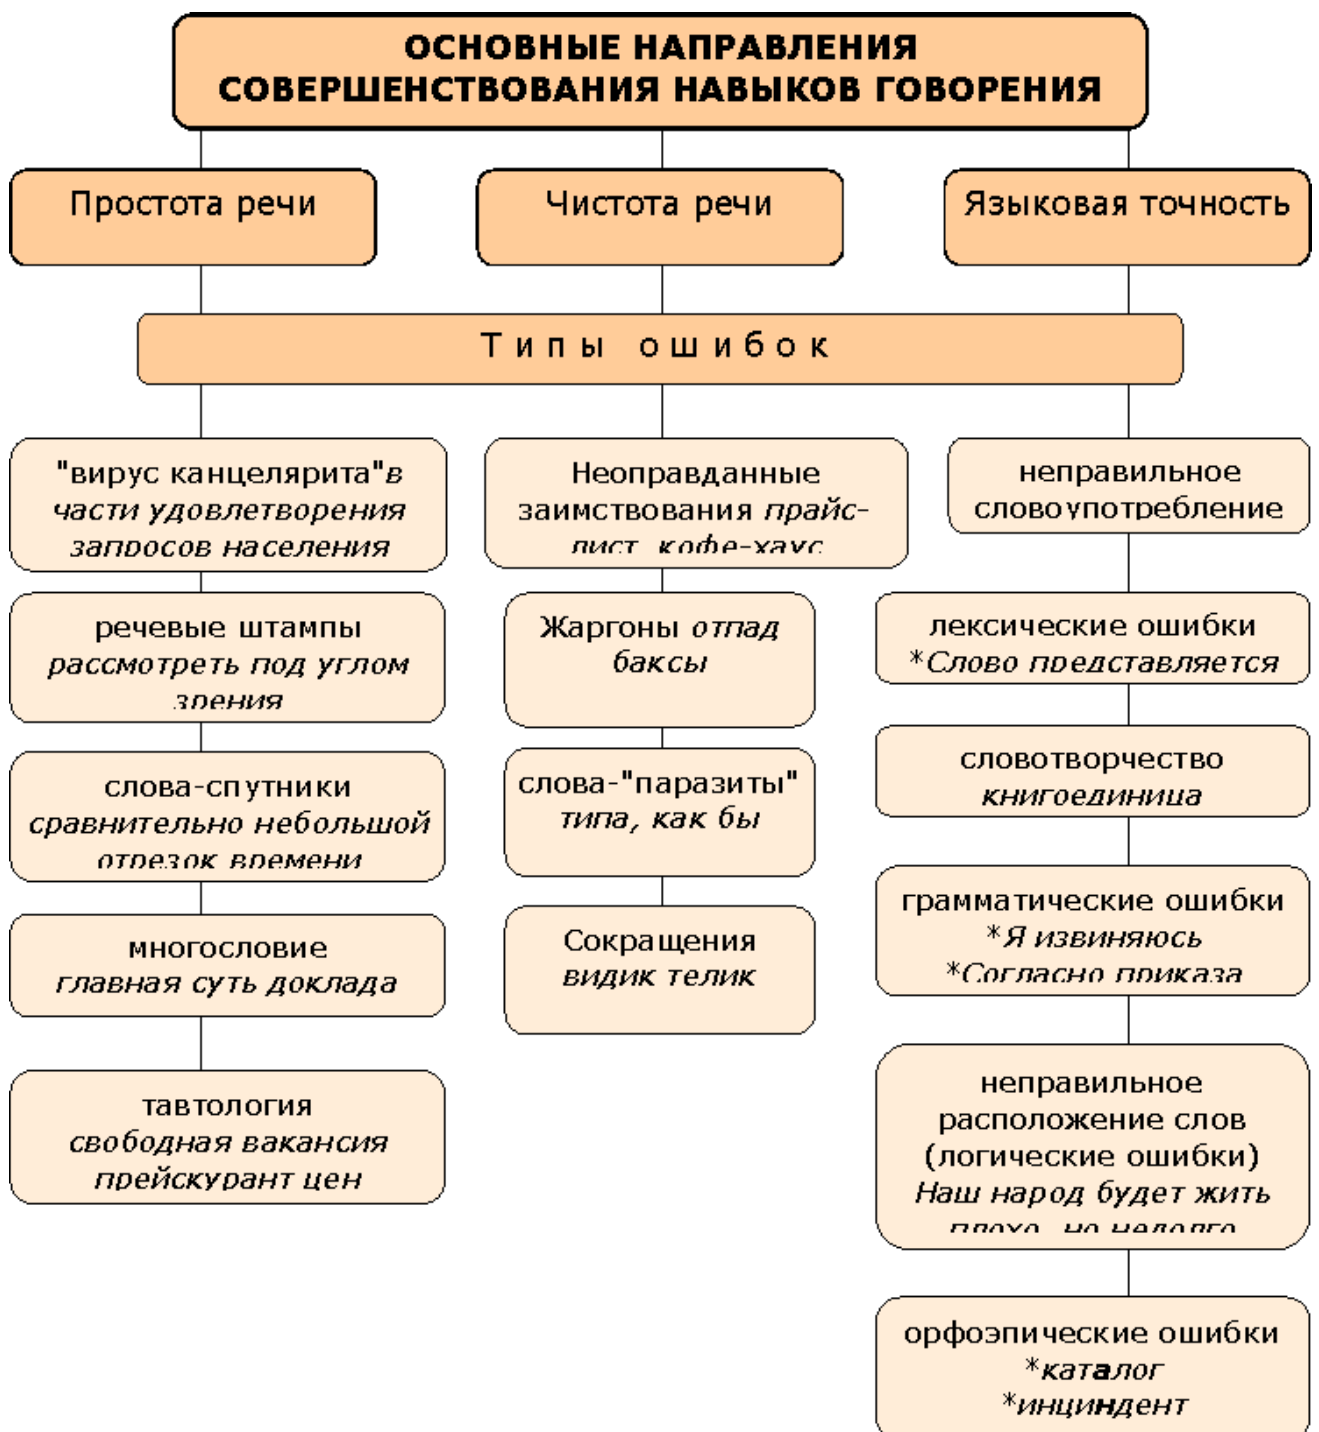 ОСНОВНЫЕ НАПРАВЛЕНИЯ
СОВЕРШЕНСТВОВАНИЯ НАВЫКОВ ГОВОРЕНИЯ
Простота речи
Чистота речи
Языковая точность
Типы ошибок
"вирус канцелярита"в
части удовлетворения
запросов населения
речевые штампы
рассмотреть под углом
зрения
слова-спутники
сравнительно небольшой
отрезок времени
многословие
главная суть доклада
тавтология
свободная вакансия
прейскурант цен
Неоправданные
заимствования прайс-
лист, кофе-хаус
Жаргоны отпад
баксы
слова-"паразиты"
типа, как бы
Сокращения
видик телик
неправильное
словоупотребление
лексические ошибки
*Слово представляется
словотворчество
книгоединица
грамматические ошибки
*Я извиняюсь
*Согласно приказа
неправильное
расположение слов
(логические ошибки)
Наш народ будет жить
плохо, но недолго
орфоэпические ошибки
*каталог
*инциндент